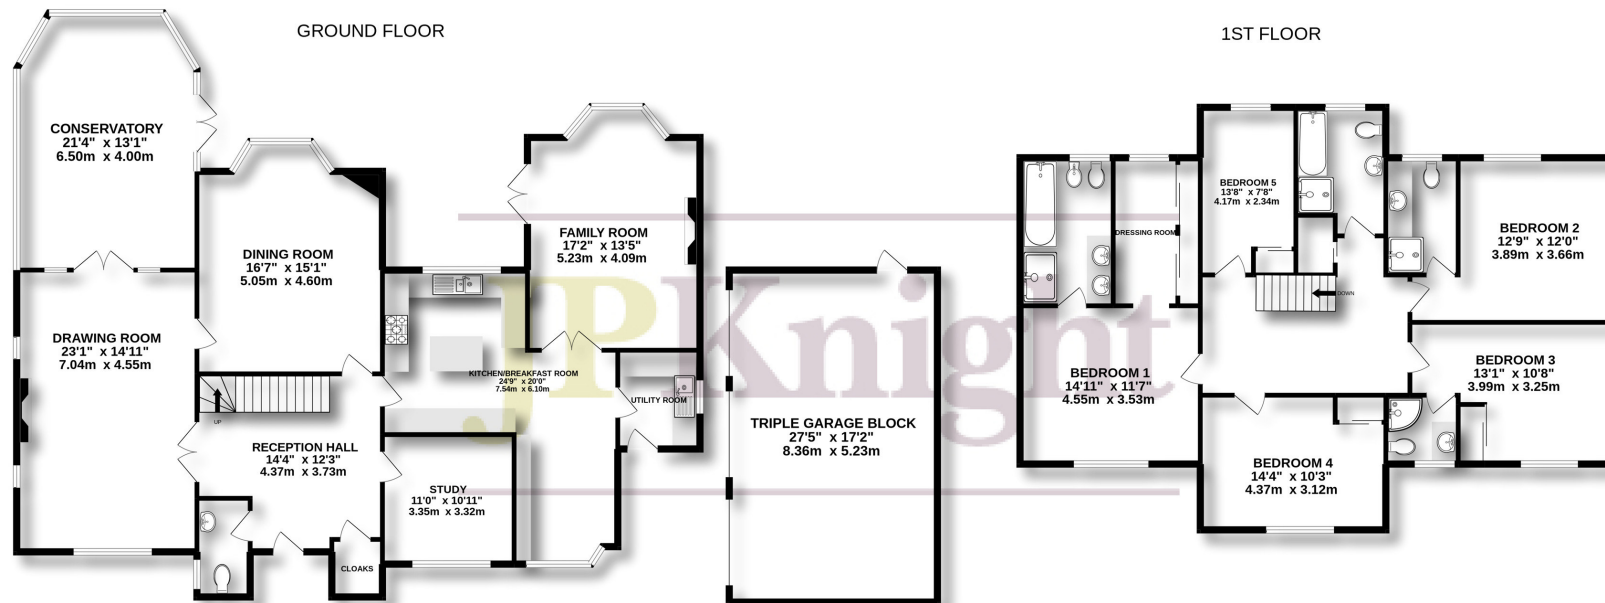 GROUND FLOOR
CONSERVATORY
21'4" x 13'1"
6.50m x 4.00m
DINING ROOM
16'7" x 15'1"
5.05m x 4.60m
FAMILY ROOM
17'2" x 13'5"
5.23m x 4.09m
DRAWING ROOM
23'1" x 14'11"
7.04m x 4.55m
KITCHEN/BREAKFAST ROOM
24'9" x 20'0"
7.54m x 6.10m
UTILITY ROOM
UP
RECEPTION HALL
14'4" x 12'3"
4.37m x 3.73m
STUDY
11'0" x 10'11"
3.35m x 3.32m
CLOAKS
TRIPLE GARAGE BLOCK
27'5" x 17'2"
8.36m x 5.23m
JPKnight
1ST FLOOR
BEDROOM 5
13'8" x 7'8"
4.17m x 2.34m
DRESSING ROOM
BEDROOM 2
12'9" x 12'0"
3.89m x 3.66m
DOWN
BEDROOM 1
14'11" x 11'7"
4.55m x 3.53m
BEDROOM 3
13'1" x 10'8"
3.99m x 3.25m
BEDROOM 4
14'4" x 10'3"
4.37m x 3.12m